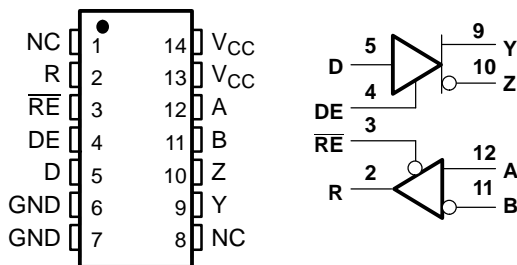 NC 1 14 VCC
R 2 13 VCC
RE 3 12 A
DE 4 11 B
D 5 10 Z
GND 6 9 Y
GND 7 8 NC
D 5 9 Y
10 Z
DE 4
RE 3
R 2 12 A
11 B